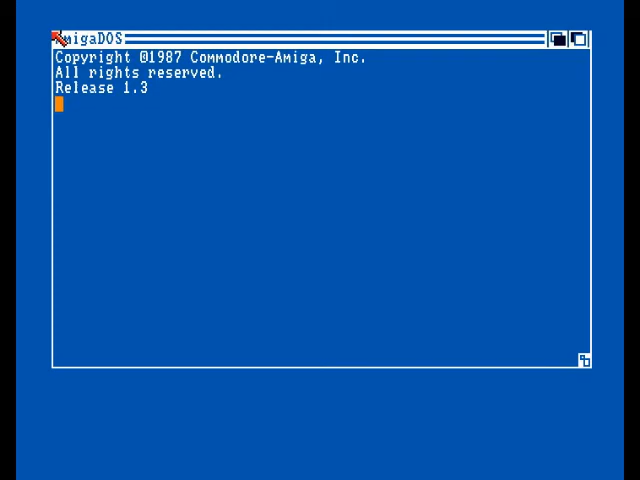 AmigaDOS
Copyright ©1987 Commodore-Amiga, Inc.
All rights reserved.
Release 1.3